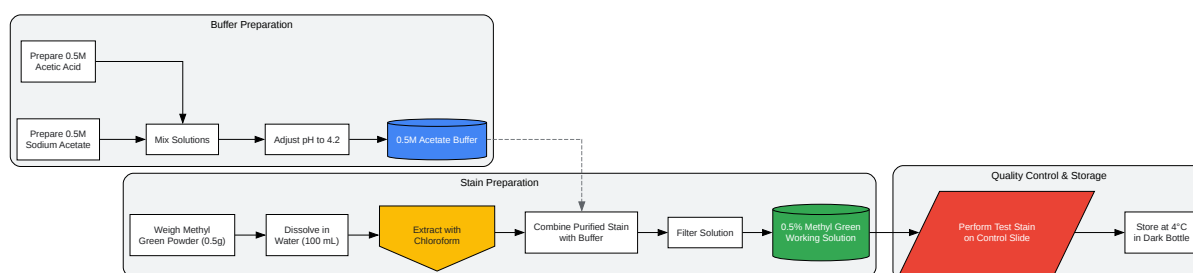 Buffer Preparation
Prepare 0.5M
Acetic Acid
Prepare 0.5M
Sodium Acetate
Mix Solutions
Adjust pH to 4.2
0.5M Acetate Buffer
Stain Preparation
Weigh Methyl
Green Powder (0.5g)
Dissolve in
Water (100 mL)
Extract with
Chloroform
Combine Purified Stain
with Buffer
Filter Solution
0.5% Methyl Green
Working Solution
Quality Control & Storage
Perform Test Stain
on Control Slide
Store at 4°C
in Dark Bottle